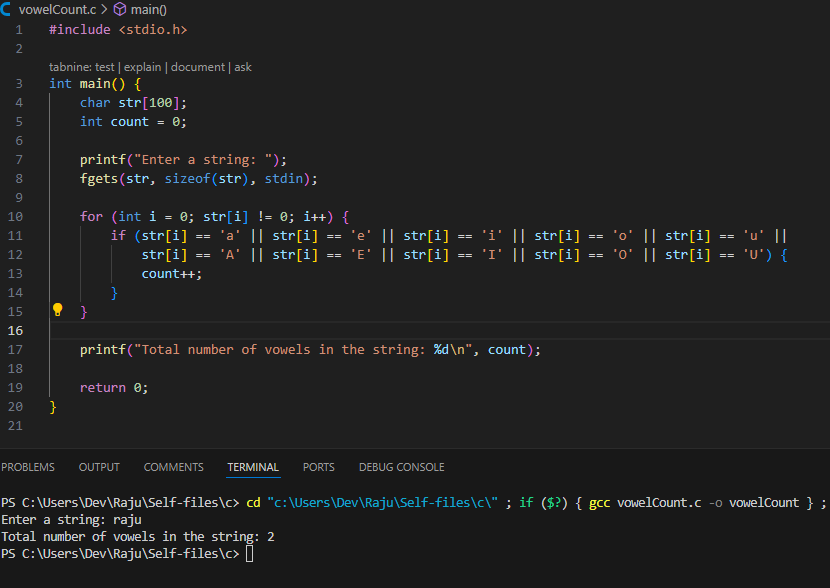 vowelCount.c > main()
1 #include <stdio.h>
2
tabnine: test | explain | document | ask
3 int main() {
4     char str[100];
5     int count = 0;
6
7     printf("Enter a string: ");
8     fgets(str, sizeof(str), stdin);
9
10     for (int i = 0; str[i] != 0; i++) {
11         if (str[i] == 'a' || str[i] == 'e' || str[i] == 'i' || str[i] == 'o' || str[i] == 'u' ||
12             str[i] == 'A' || str[i] == 'E' || str[i] == 'I' || str[i] == 'O' || str[i] == 'U') {
13             count++;
14         }
15     }
16
17     printf("Total number of vowels in the string: %d\n", count);
18
19     return 0;
20 }
21
PROBLEMS OUTPUT COMMENTS TERMINAL PORTS DEBUG CONSOLE
PS C:\Users\Dev\Raju\Self-files\c> cd "c:\Users\Dev\Raju\Self-files\c\" ; if ($?) { gcc vowelCount.c -o vowelCount } ;
Enter a string: raju
Total number of vowels in the string: 2
PS C:\Users\Dev\Raju\Self-files\c>